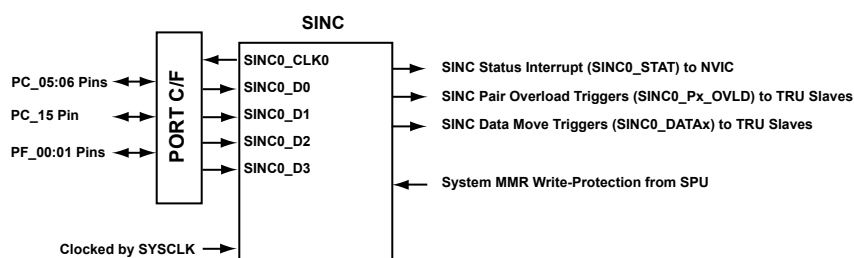 SINC
PORT C/F
PC_05:06 Pins
PC_15 Pin
PF_00:01 Pins
SINC0_CLK0
SINC0_D0
SINC0_D1
SINC0_D2
SINC0_D3
SINC Status Interrupt (SINC0_STAT) to NVIC
SINC Pair Overload Triggers (SINC0_Px_OVLD) to TRU Slaves
SINC Data Move Triggers (SINC0_DATAx) to TRU Slaves
System MMR Write-Protection from SPU
Clocked by SYSCLK